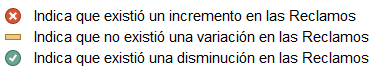 Indica que existió un incremento en las Reclamos
Indica que no existió una variación en las Reclamos
Indica que existió una disminución en las Reclamos